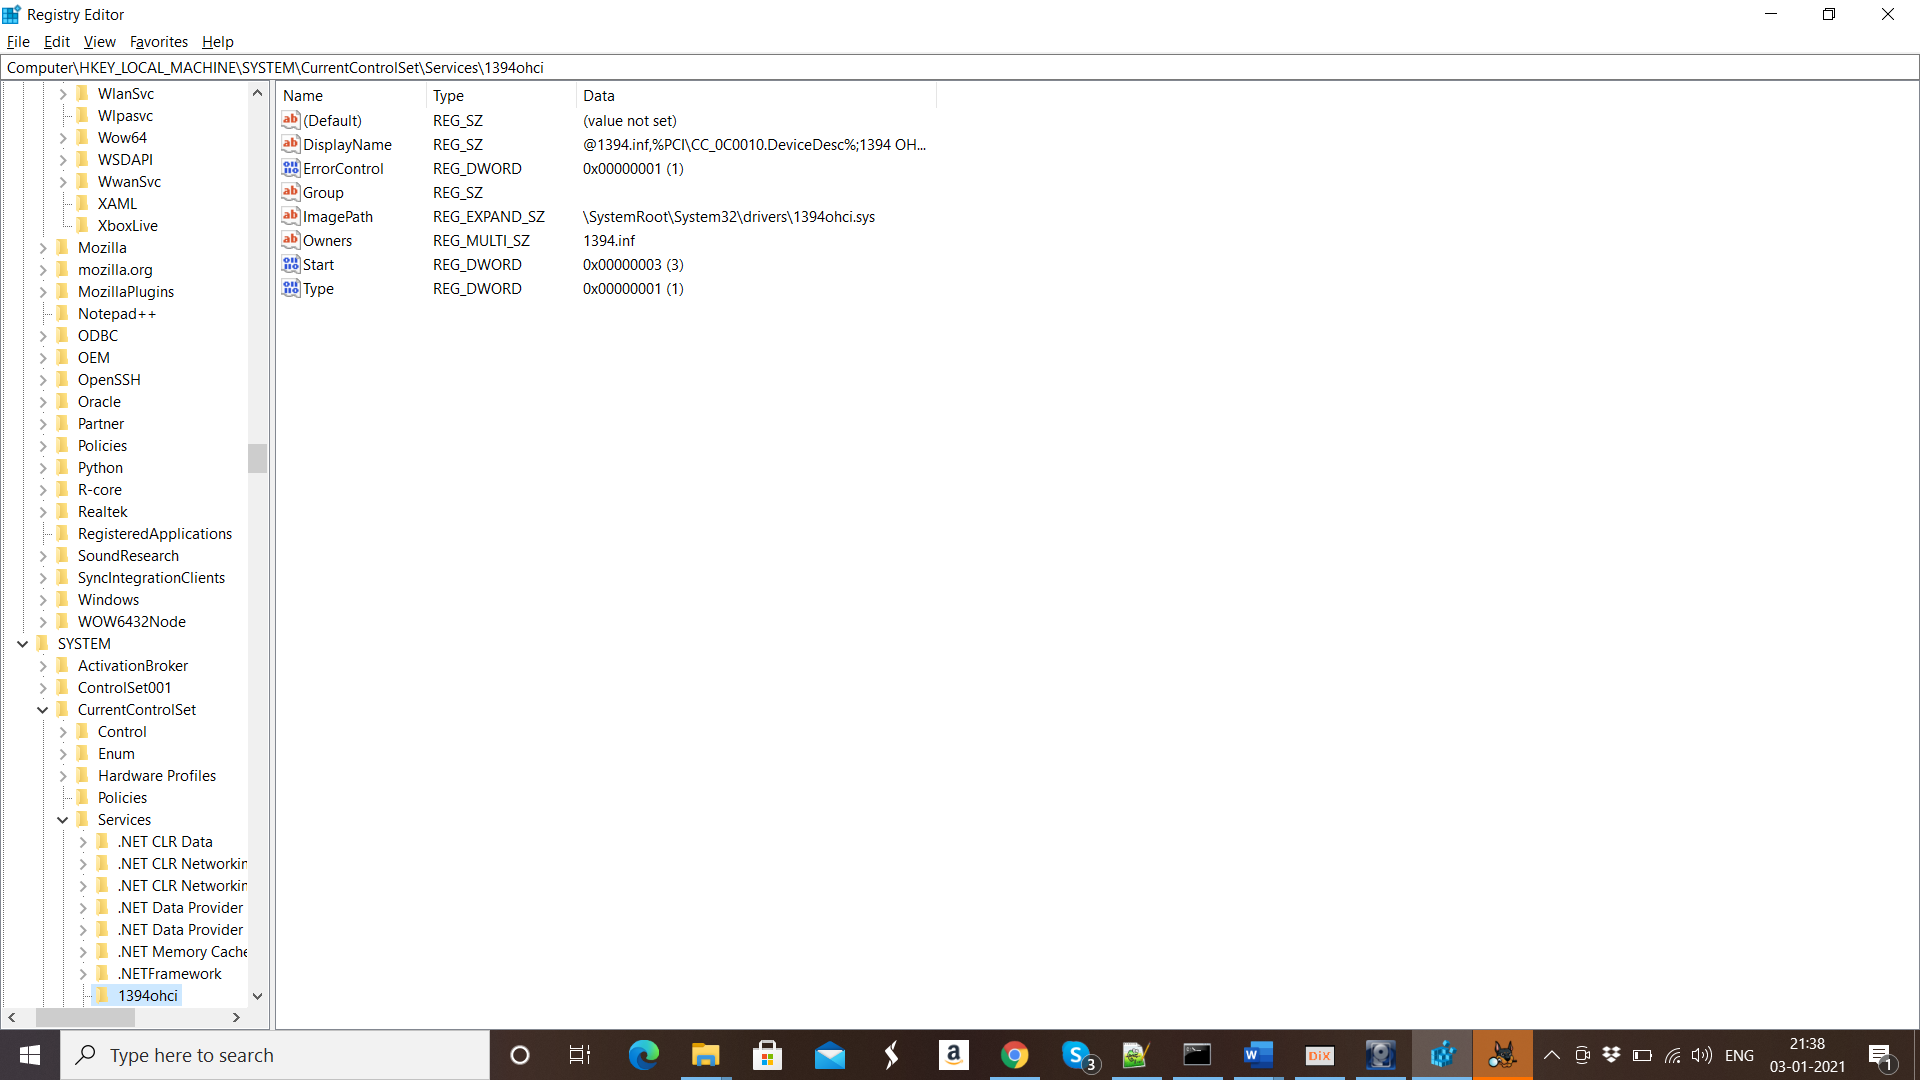 Registry Editor
File Edit View Favorites Help
Computer\HKEY_LOCAL_MACHINE\SYSTEM\CurrentControlSet\Services\1394ohci
WlanSvc
Wlpasvc
Wow64
WSDAPI
WwanSvc
XAML
XboxLive
Mozilla
mozilla.org
MozillaPlugins
Notepad++
ODBC
OEM
OpenSSH
Oracle
Partner
Policies
Python
R-core
Realtek
RegisteredApplications
SoundResearch
SyncIntegrationClients
Windows
WOW6432Node
SYSTEM
ActivationBroker
ControlSet001
CurrentControlSet
Control
Enum
Hardware Profiles
Policies
Services
.NET CLR Data
.NET CLR Networkin
.NET CLR Networkin
.NET Data Provider
.NET Data Provider
.NET Memory Cache
.NETFramework
1394ohci
Name Type Data
(Default) REG_SZ (value not set)
DisplayName REG_SZ @1394.inf,%PCI\CC_0C0010.DeviceDesc%;1394 OH...
ErrorControl REG_DWORD 0x00000001 (1)
Group REG_SZ
ImagePath REG_EXPAND_SZ \SystemRoot\System32\drivers\1394ohci.sys
Owners REG_MULTI_SZ 1394.inf
Start REG_DWORD 0x00000003 (3)
Type REG_DWORD 0x00000001 (1)
Type here to search
a
S 3
W
DiX
ENG
21:38
03-01-2021
1